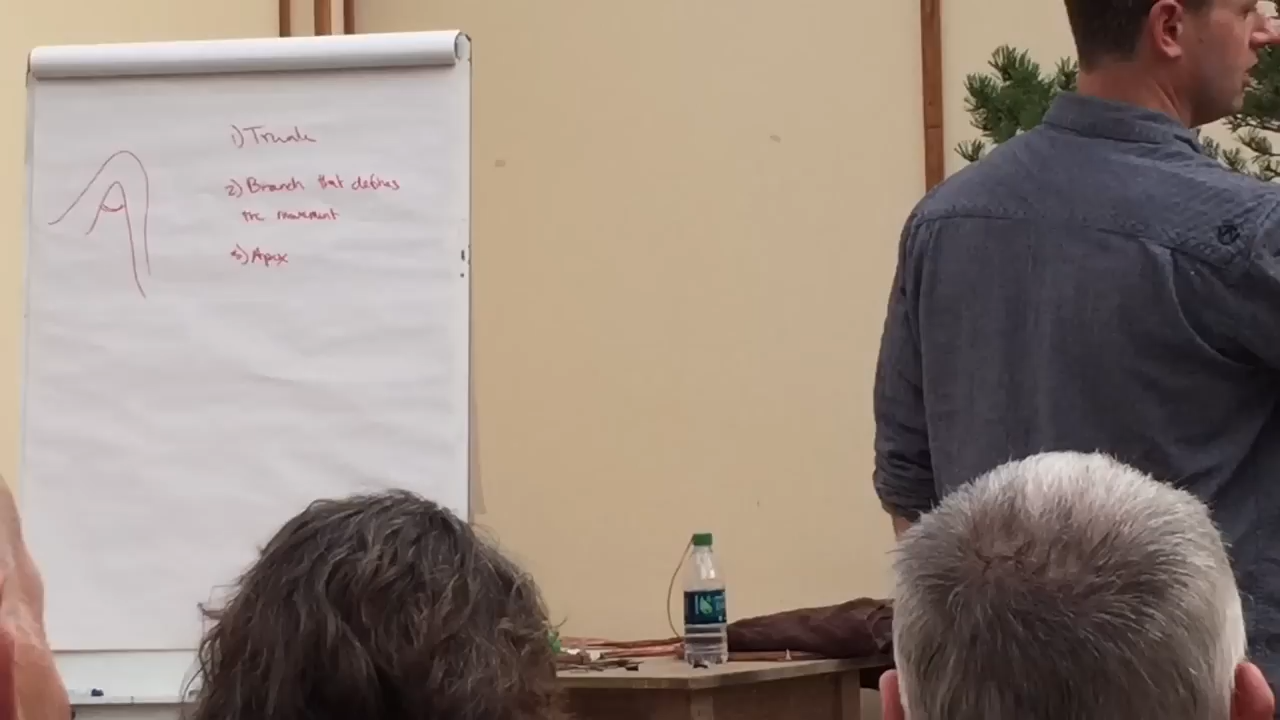 1) Trunk
2) Branch that defines
the movement
3) Apex